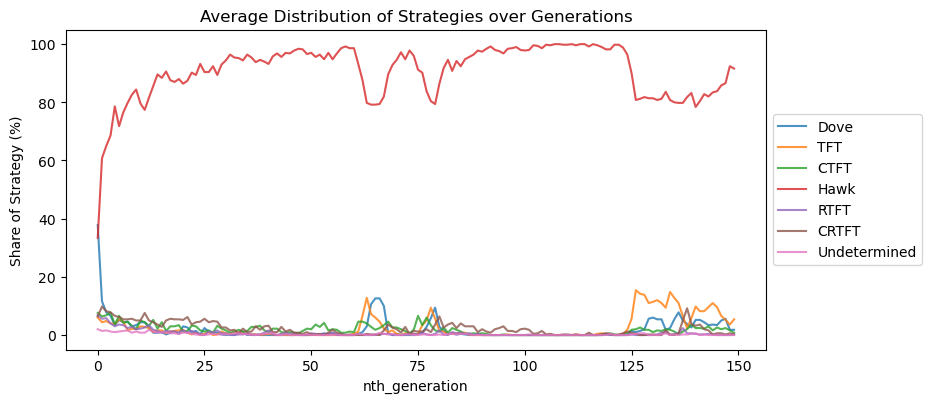 Average Distribution of Strategies over Generations
Share of Strategy (%)
100
80
60
40
20
0
0 25 50 75 100 125 150
nth_generation
Dove
TFT
CTFT
Hawk
RTFT
CRTFT
Undetermined